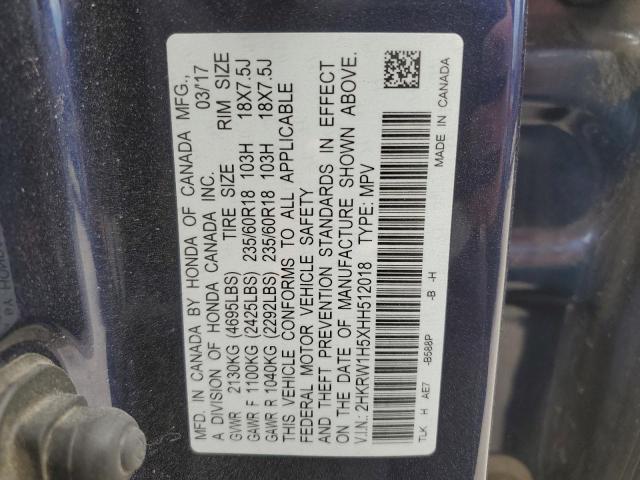 MFD. IN CANADA BY HONDA OF CANADA MFG.,
A DIVISION OF HONDA CANADA INC. 03/17
TIRE SIZE RIM SIZE
GVWR 2130KG (4695LBS)
GAWR F 1100KG (2425LBS) 235/60R18 103H 18X7.5J
GAWR R 1040KG (2292LBS) 235/60R18 103H 18X7.5J
THIS VEHICLE CONFORMS TO ALL APPLICABLE
FEDERAL MOTOR VEHICLE SAFETY
AND THEFT PREVENTION STANDARDS IN EFFECT
ON THE DATE OF MANUFACTURE SHOWN ABOVE.
V.I.N.: 2HKRW1H5XHH512018 TYPE: MPV
TLK H AE7 -B588P -B -H MADE IN CANADA